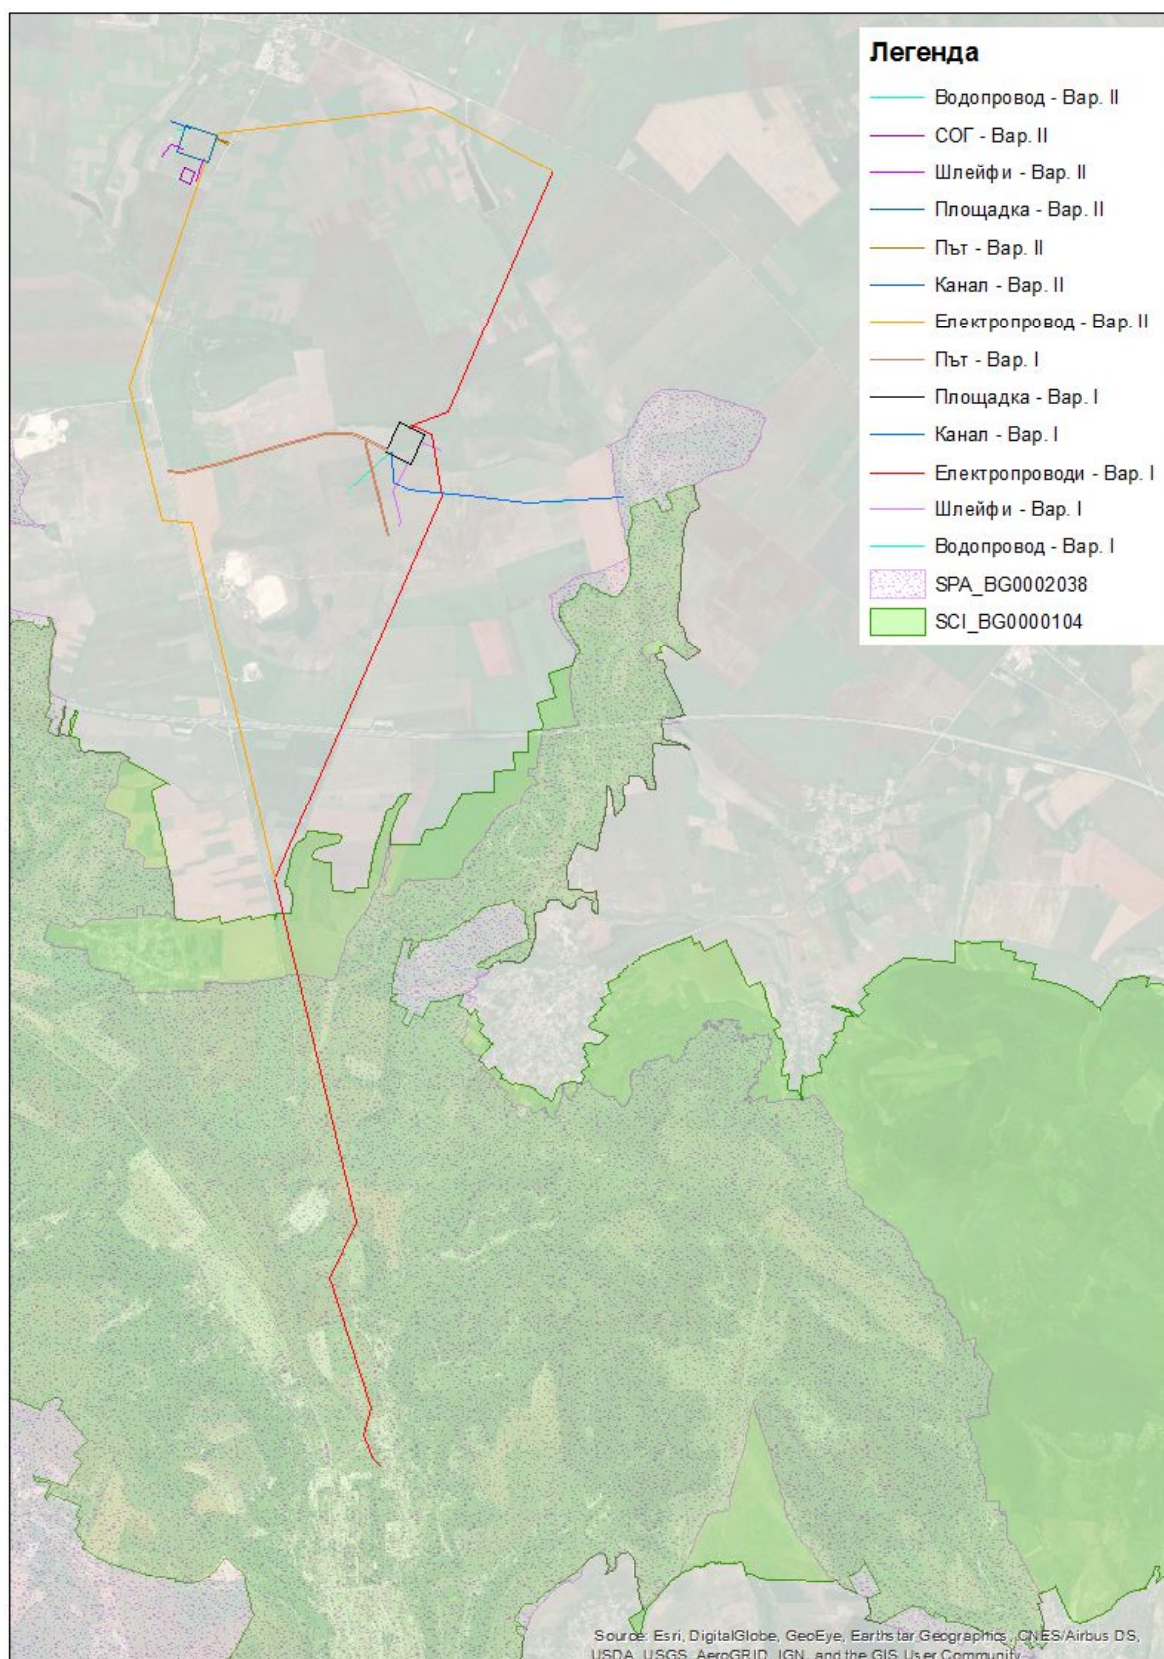 Легенда
Водопровод - Вар. II
СОГ - Вар. II
Шлейфи - Вар. II
Площадка - Вар. II
Път - Вар. II
Канал - Вар. II
Електропровод - Вар. II
Път - Вар. I
Площадка - Вар. I
Канал - Вар. I
Електропроводи - Вар. I
Шлейфи - Вар. I
Водопровод - Вар. I
SPA_BG0002038
SCI_BG0000104
Source: Esri, DigitalGlobe, GeoEye, Earthstar Geographics, CNES/Airbus DS,
USDA, USGS, AeroGRID, IGN, and the GIS User Community